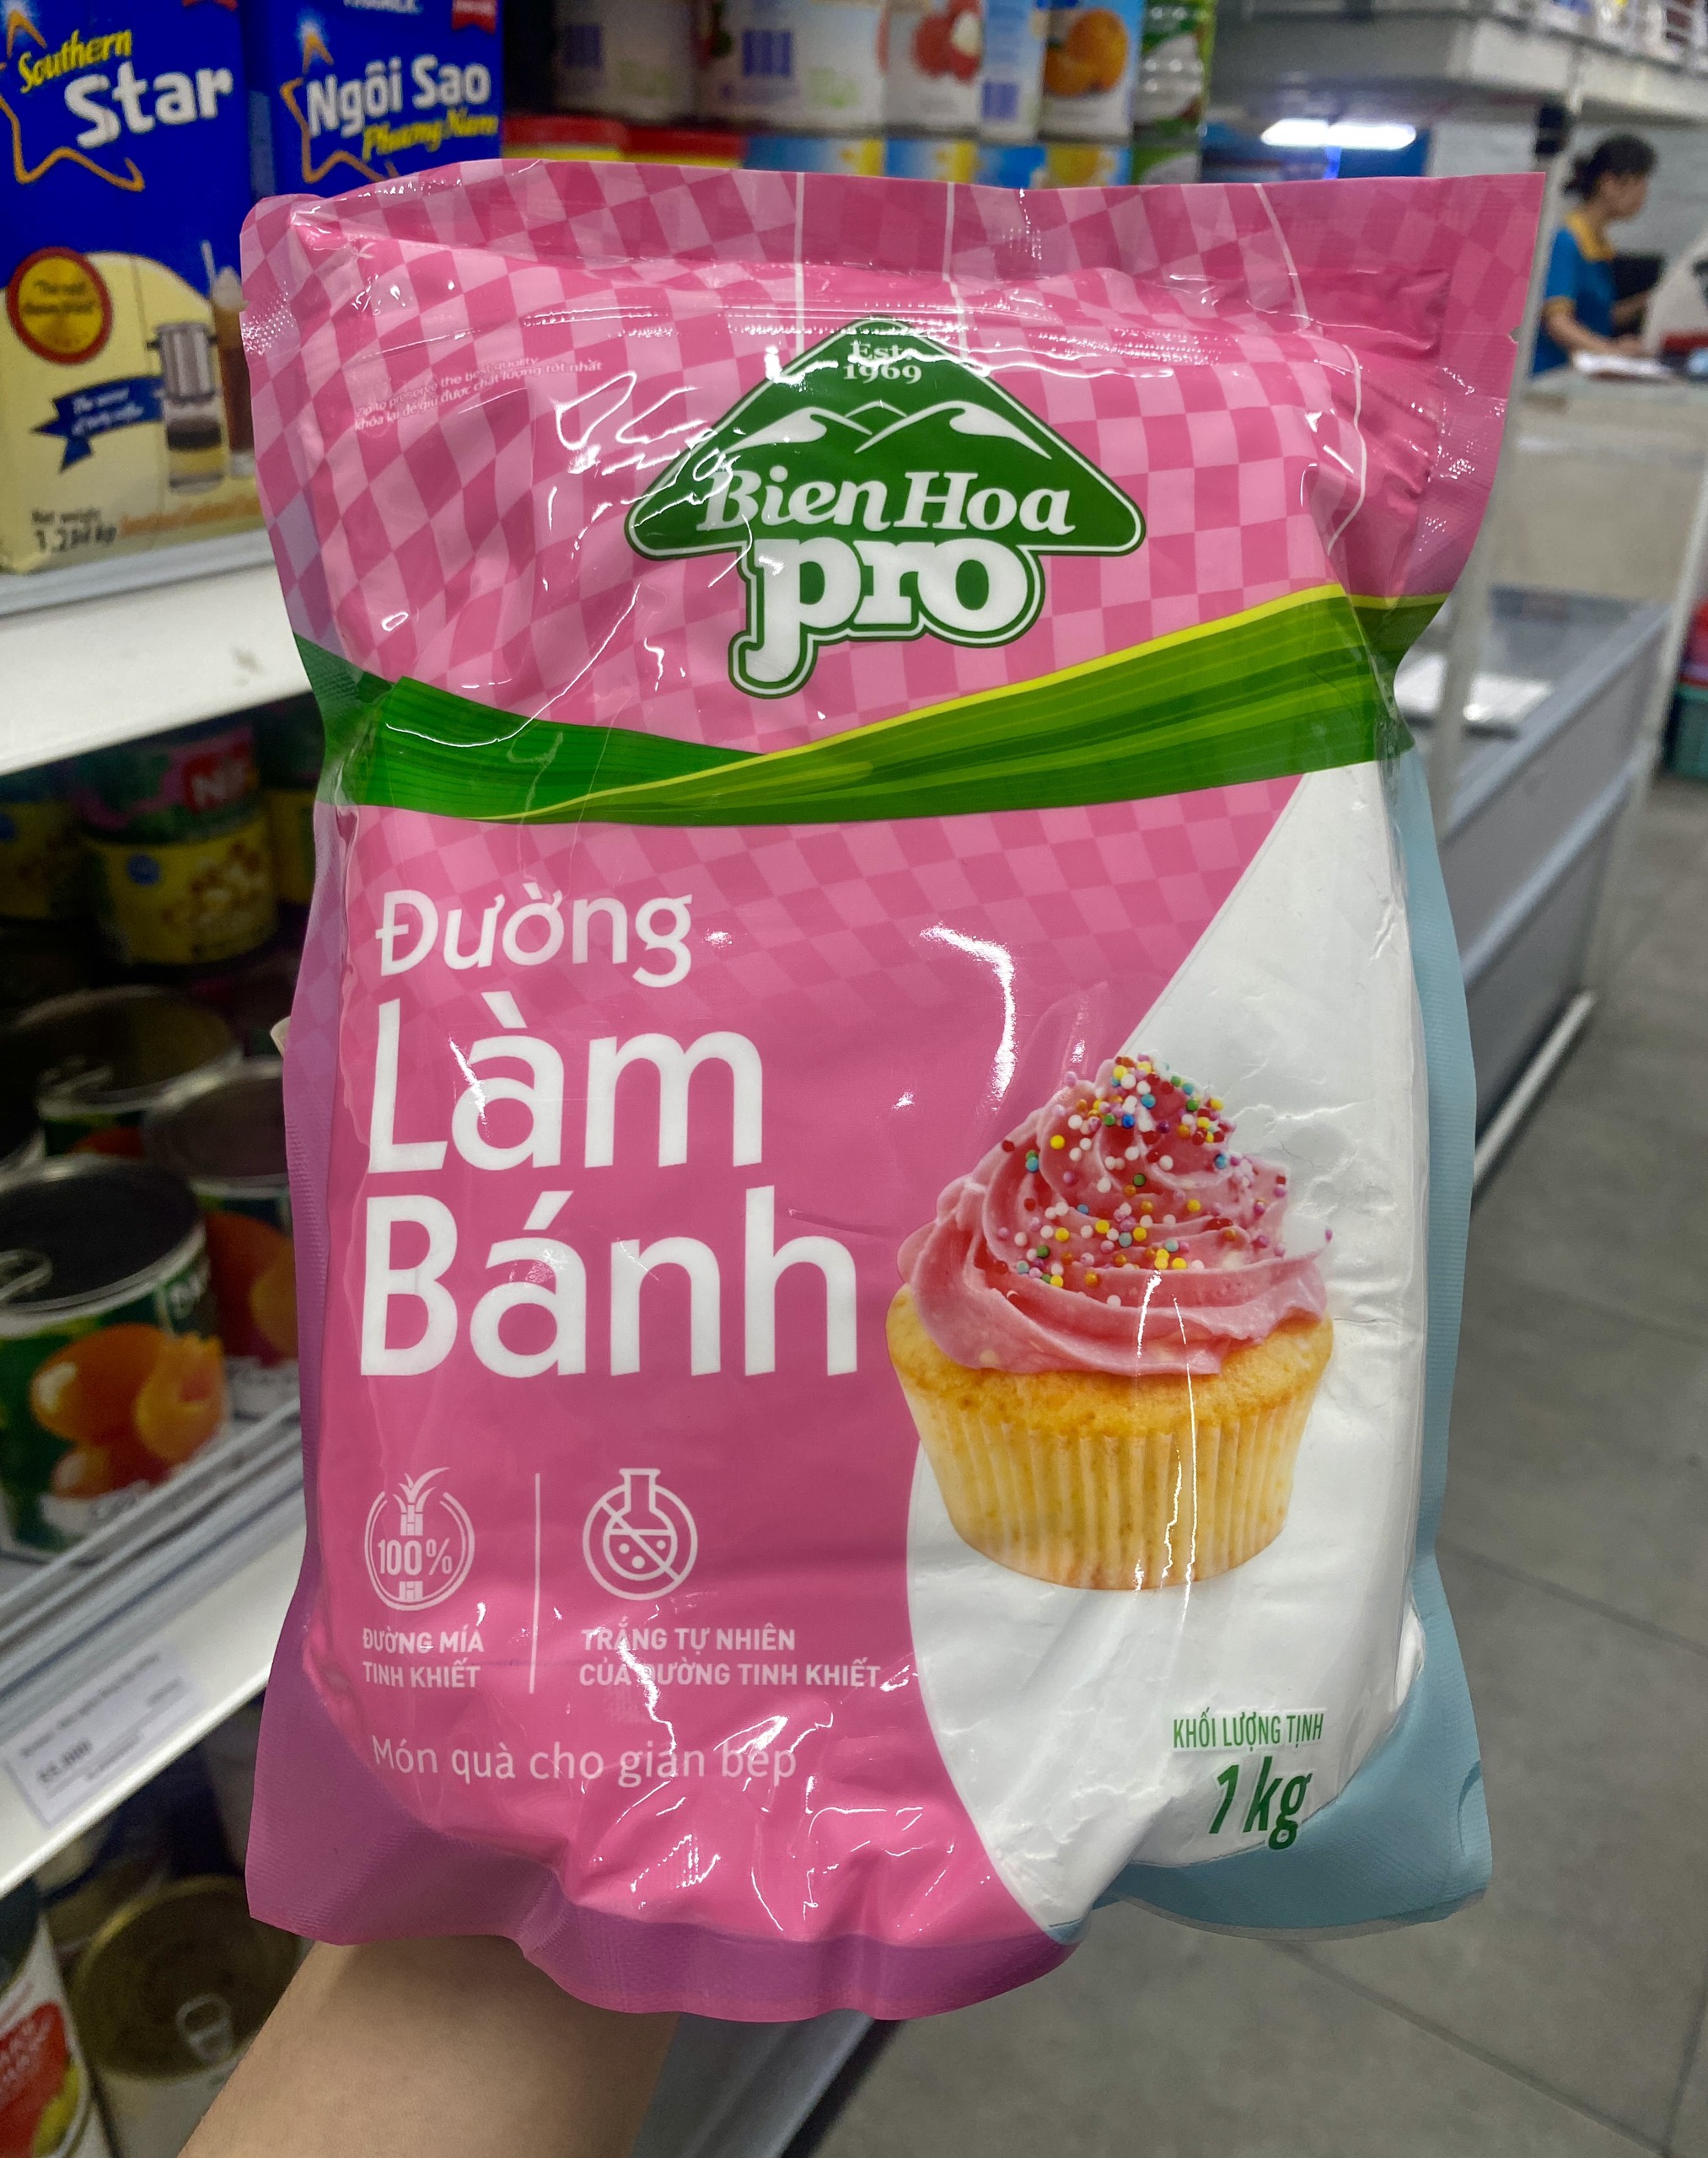 Southern
Star
Ngôi Sao
Phương Nam
Est.
1969
Bien Hoa
pro
Đường
Làm
Bánh
100%
ĐƯỜNG MÍA
TINH KHIẾT
TRẮNG TỰ NHIÊN
CỦA ĐƯỜNG TINH KHIẾT
Món quà cho gian bếp
KHỐI LƯỢNG TỊNH
1 kg